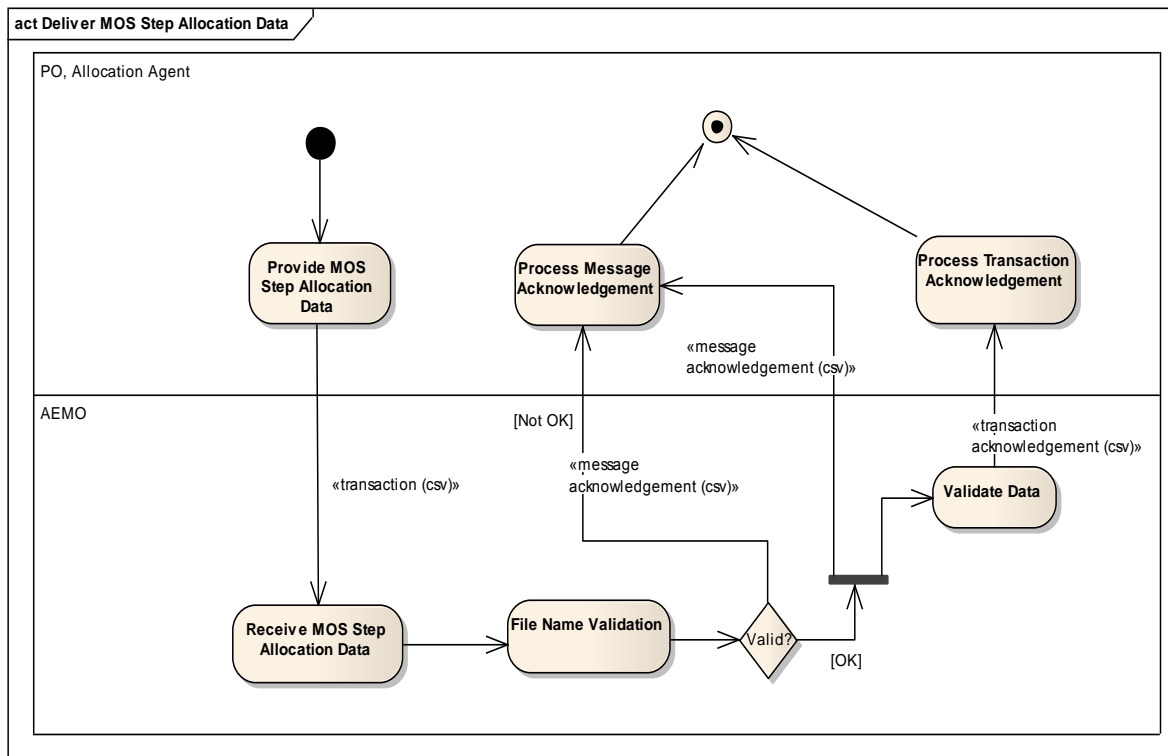 act Deliver MOS Step Allocation Data
PO, Allocation Agent
Provide MOS
Step Allocation
Data
Process Message
Acknowledgement
Process Transaction
Acknowledgement
«message
acknowledgement (csv)»
AEMO
[Not OK]
«transaction
acknowledgement (csv)»
«message
acknowledgement (csv)»
«transaction (csv)»
Validate Data
Receive MOS Step
Allocation Data
File Name Validation
Valid?
[OK]